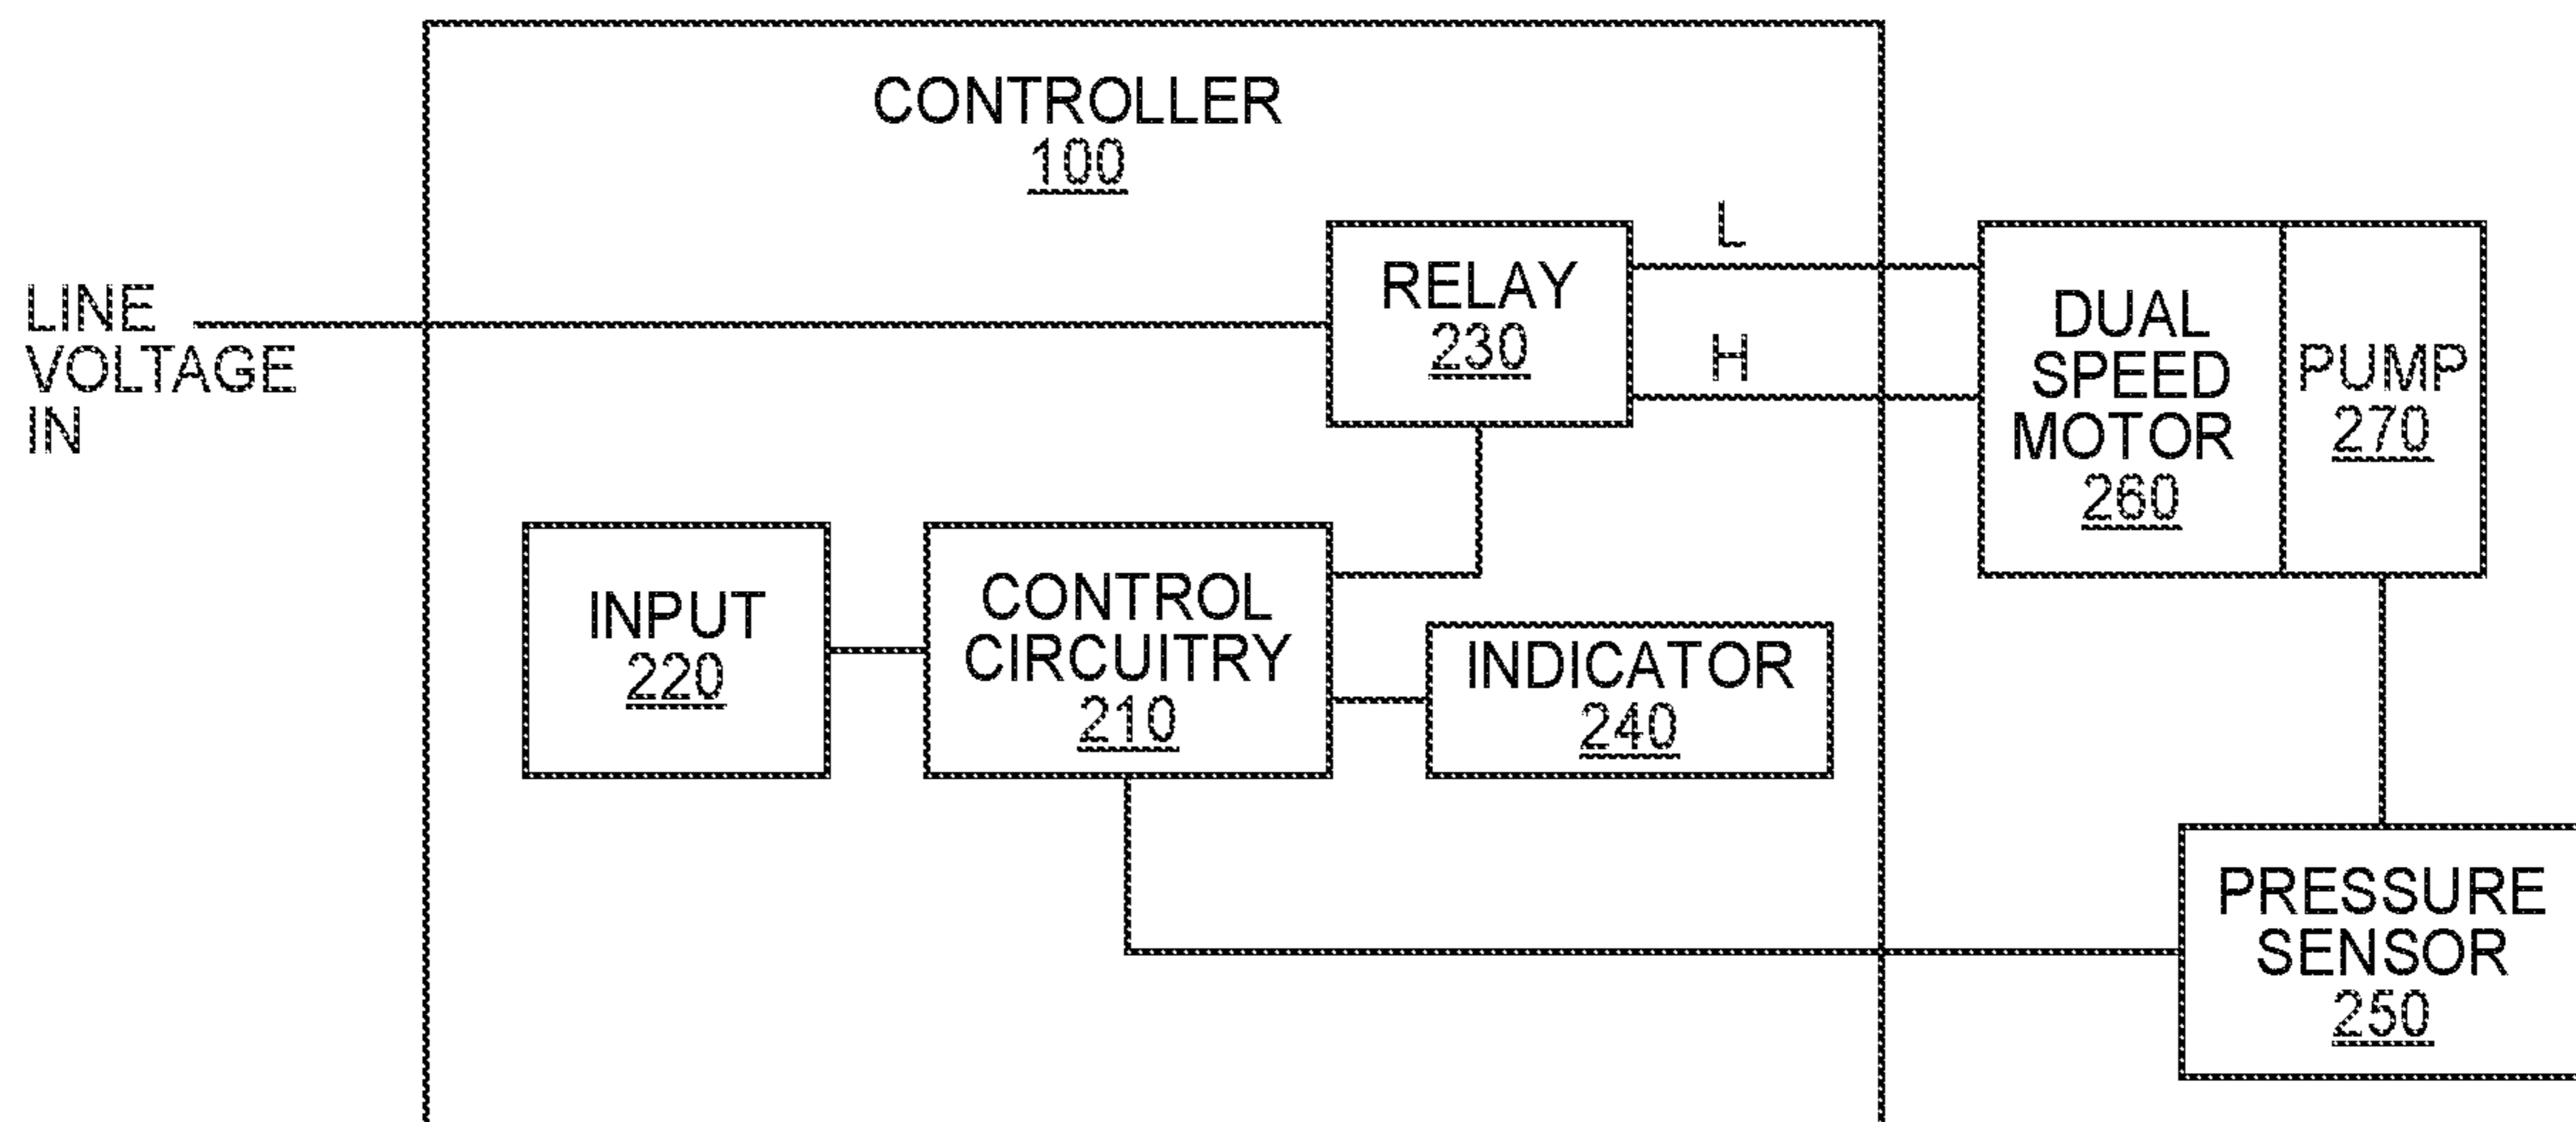 CONTROLLER
100
LINE
VOLTAGE
IN
RELAY
230
L
H
DUAL
SPEED
MOTOR
260
PUMP
270
INPUT
220
CONTROL
CIRCUITRY
210
INDICATOR
240
PRESSURE
SENSOR
250